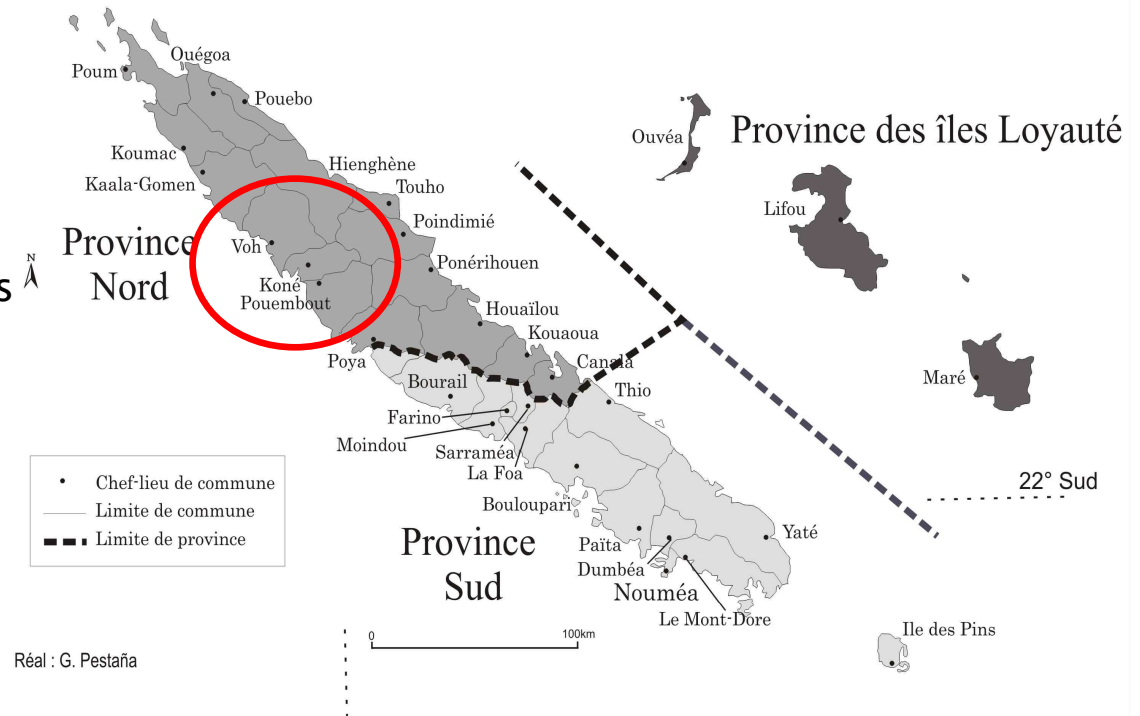 Ouégoa
Poum
Pouebo
Ouvéa
Province des îles Loyauté
Koumac
Hienghène
Kaala-Gomen
Touho
Lifou
Poindimié
Province
Nord
Voh
N
s
Ponérihouen
Koné
Pouembout
Houaïlou
Kouaoua
Poya
Canala
Maré
Bourail
Thio
Farino
Moindou
Sarraméa
La Foa
• Chef-lieu de commune
Limite de commune
Limite de province
22° Sud
Bouloupari
Province
Sud
Païta
Yaté
Dumbéa
Nouméa
Le Mont-Dore
Ile des Pins
0
100km
Réal : G. Pestaña